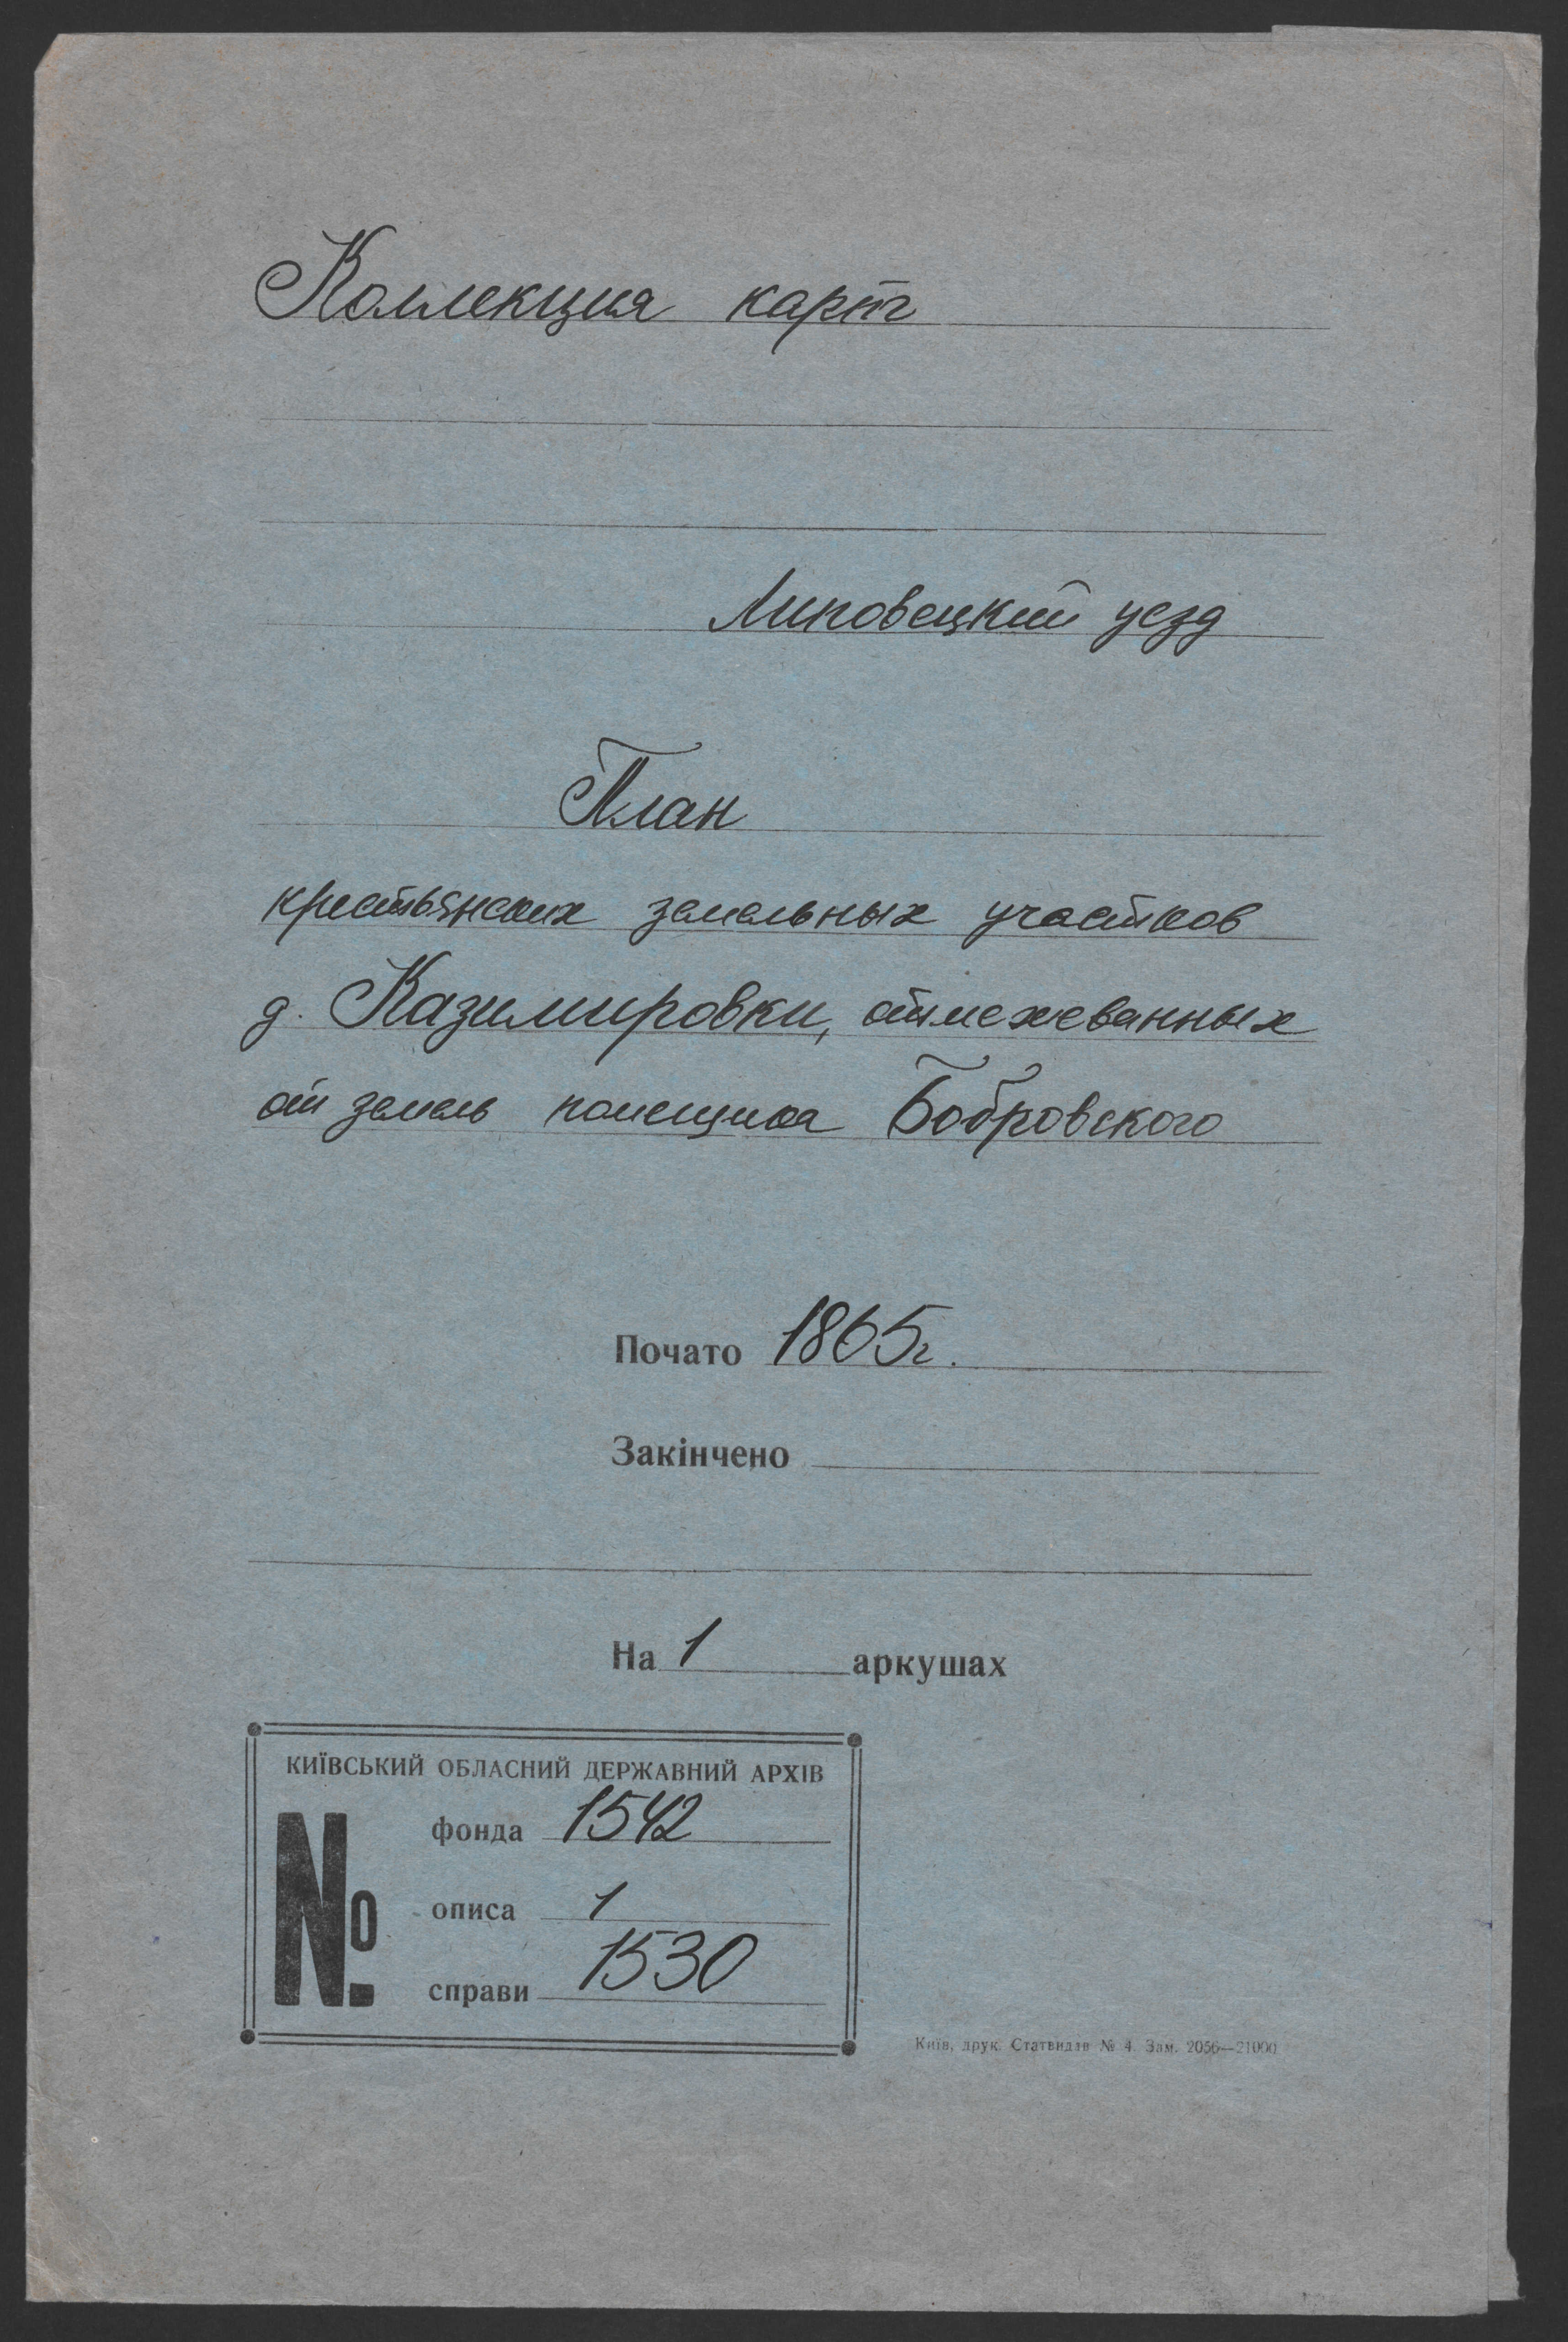 Коллекция карт
Липовецкий уезд
План
крестьянских земельных участков
д. Казимировки, отмежеванных
от земель помещика Бобровского
Почато 1865г.
Закінчено
На 1 аркушах
КИЇВСЬКИЙ ОБЛАСНИЙ ДЕРЖАВНИЙ АРХІВ
№
фонда 1542
описа 1
справи 1530
Київ, друк. Статвидав № 4. Зам. 2056—21000